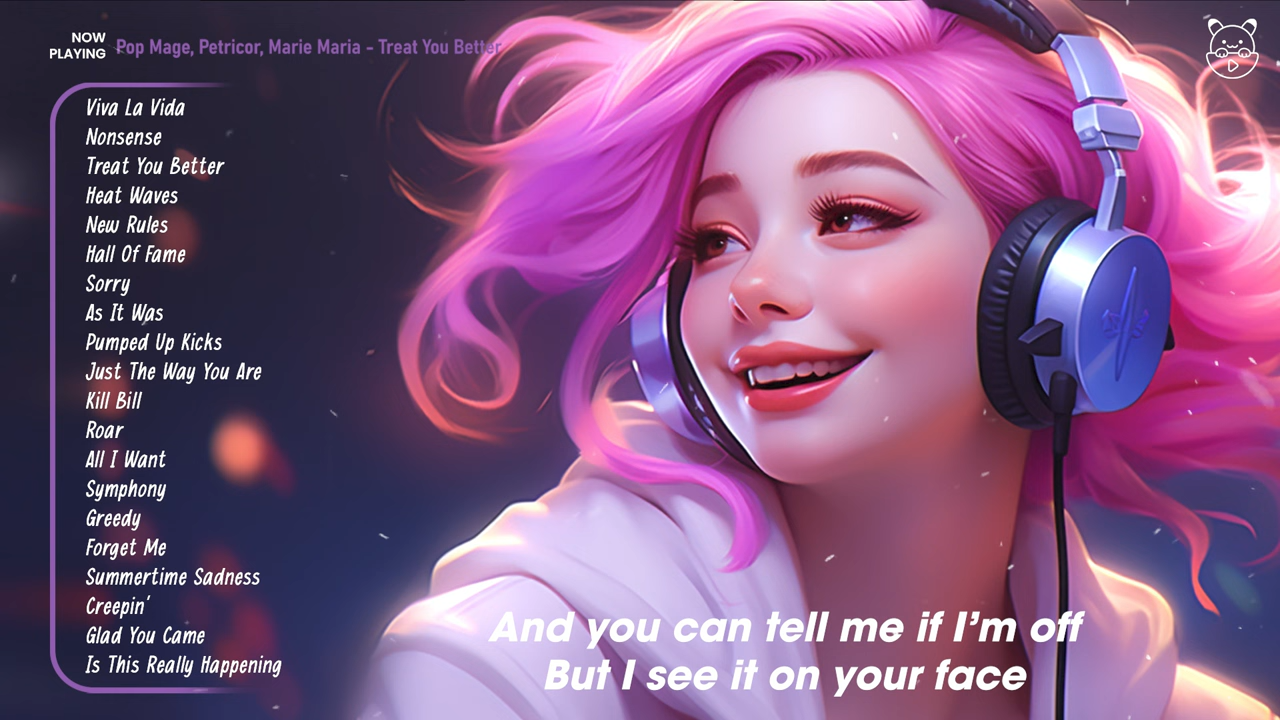 NOW
PLAYING
Pop Mage, Petricor, Marie Maria - Treat You Better
Viva La Vida
Nonsense
Treat You Better
Heat Waves
New Rules
Hall Of Fame
Sorry
As It Was
Pumped Up Kicks
Just The Way You Are
Kill Bill
Roar
All I Want
Symphony
Greedy
Forget Me
Summertime Sadness
Creepin'
Glad You Came
Is This Really Happening
And you can tell me if I'm off
But I see it on your face